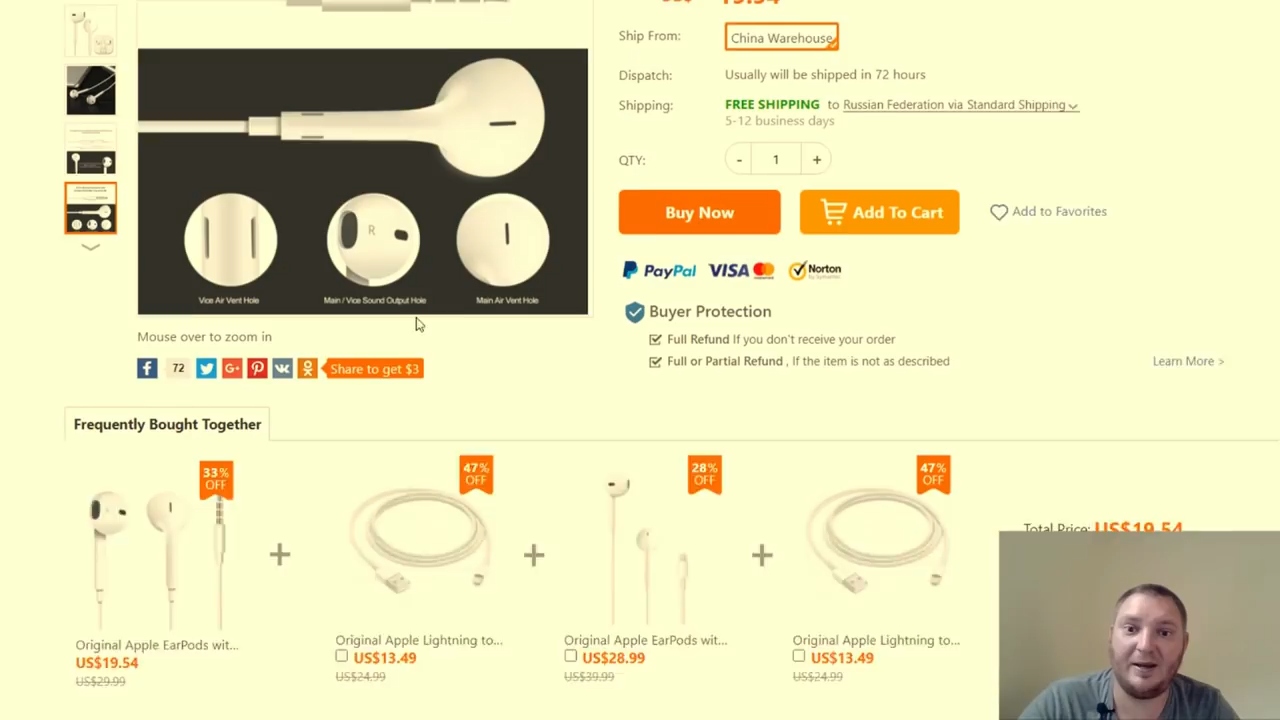 Ship From:
China Warehouse
Dispatch:
Usually will be shipped in 72 hours
Shipping:
FREE SHIPPING to Russian Federation via Standard Shipping
5-12 business days
QTY:
- 1 +
Buy Now
Add To Cart
Add to Favorites
PayPal VISA Norton
Buyer Protection
Full Refund If you don't receive your order
Full or Partial Refund , If the item is not as described
Learn More >
R
Vice Air Vent Hole
Main / Vice Sound Output Hole
Main Air Vent Hole
Mouse over to zoom in
72
Share to get $3
Frequently Bought Together
33% OFF
47% OFF
28% OFF
47% OFF
Original Apple EarPods wit...
US$19.54
US$29.99
Original Apple Lightning to...
US$13.49
US$24.99
Original Apple EarPods wit...
US$28.99
US$39.99
Original Apple Lightning to...
US$13.49
US$24.99
Total Price: US$19.54